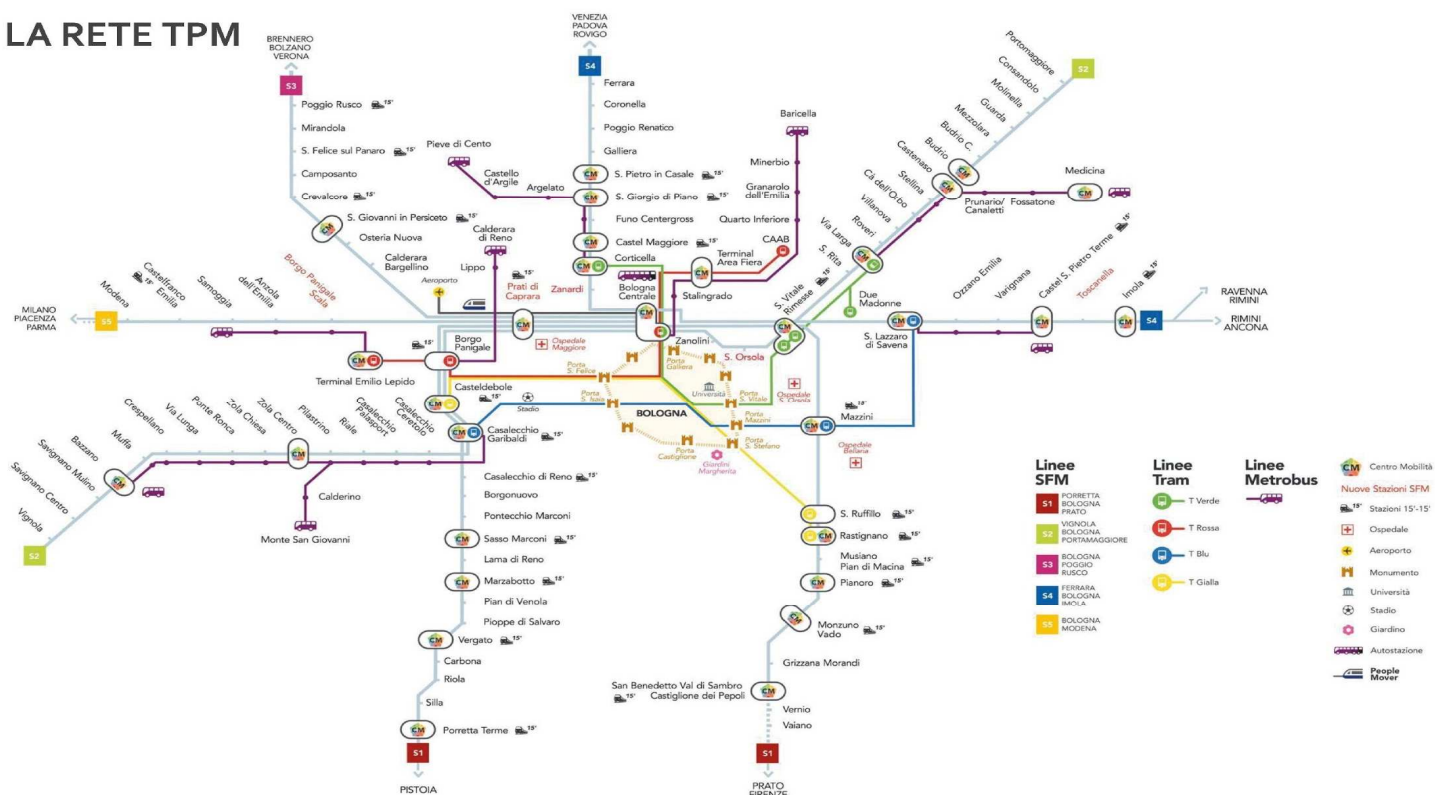 LA RETE TPM
BRENNERO
BOLZANO
VERONA
S3
Poggio Rusco 15'
Mirandola
S. Felice sul Panaro 15'
Camposanto
Crevalcore 15'
S. Giovanni in Persiceto 15'
Osteria Nuova
Calderara
Bargellino
VENEZIA
PADOVA
ROVIGO
S4
Ferrara
Coronella
Poggio Renatico
Galliera
CM
S. Pietro in Casale 15'
S. Giorgio di Piano 15'
Funo Centergross
Castel Maggiore 15'
Corticella
Zanardi
Bologna
Centrale
Pieve di Cento
Castello
d'Argile
Argelato
Calderara
di Reno
Lippo
Aeroporto
15'
Prati di
Caprara
Baricella
Minerbio
Granarolo
dell'Emilia
Quarto Inferiore
CAAB
Terminal
Area Fiera
Stalingrado
S2
Portomaggiore
Consandolo
Molinella
Guarda
Mezzolara
Budrio C.
Budrio
Castenaso
Stellina
Cà dell'Orbo
Villanova
Roveri
Via Larga
S. Rita
S. Vitale
Rimesse 15'
Medicina
Prunario/
Canaletti
Fossatone
Due
Madonne
MILANO
PIACENZA
PARMA
S5
Modena
Castelfranco
Emilia
15'
Samoggia
Anzola
dell'Emilia
Borgo Panigale
Scala
Ospedale
Maggiore
Zanolini
S. Orsola
S. Lazzaro
di Savena
Ozzano Emilia
Varignana
Castel S. Pietro Terme 15'
Toscanella
Imola 15'
S4
RAVENNA
RIMINI
RIMINI
ANCONA
Terminal Emilio Lepido
15'
Borgo
Panigale
Casteldebole
15'
Stadio
Porta
S. Felice
Porta
S. Isaia
Porta
Galliera
Università
Porta
S. Vitale
Porta
Mazzini
Porta
S. Stefano
Porta
Castiglione
Giardini
Margherita
BOLOGNA
Ospedale
S. Orsola
Mazzini
15'
Ospedale
Bellaria
S2
Vignola
Savignano Centro
Savignano Mulino
Bazzano
Muffa
Crespellano
Via Lunga
Ponte Ronca
Zola Chiesa
Zola Centro
Pilastrino
Riale
Casalecchio
Palasport
Casalecchio
Ceretolo
Calderino
Monte San Giovanni
Casalecchio
Garibaldi 15'
Casalecchio di Reno 15'
Borgonuovo
Pontecchio Marconi
Sasso Marconi 15'
Lama di Reno
Marzabotto 15'
Pian di Venola
Pioppe di Salvaro
Vergato 15'
Carbona
Riola
Silla
Porretta Terme 15'
S1
PISTOIA
S. Ruffillo 15'
Rastignano 15'
Musiano
Pian di Macina 15'
Pianoro 15'
Monzuno
Vado 15'
Grizzana Morandi
San Benedetto Val di Sambro
15' Castiglione dei Pepoli
Vernio
Vaiano
S1
PRATO
FIRENZE
Linee
SFM
S1 PORRETTA
BOLOGNA
PRATO
S2 VIGNOLA
BOLOGNA
PORTAMAGGIORE
S3 BOLOGNA
POGGIO
RUSCO
S4 FERRARA
BOLOGNA
IMOLA
S5 BOLOGNA
MODENA
Linee
Tram
T Verde
T Rossa
T Blu
T Gialla
Linee
Metrobus
CM Centro Mobilità
Nuove Stazioni SFM
15' Stazioni 15'-15'
Ospedale
Aeroporto
Monumento
Università
Stadio
Giardino
Autostazione
People
Mover